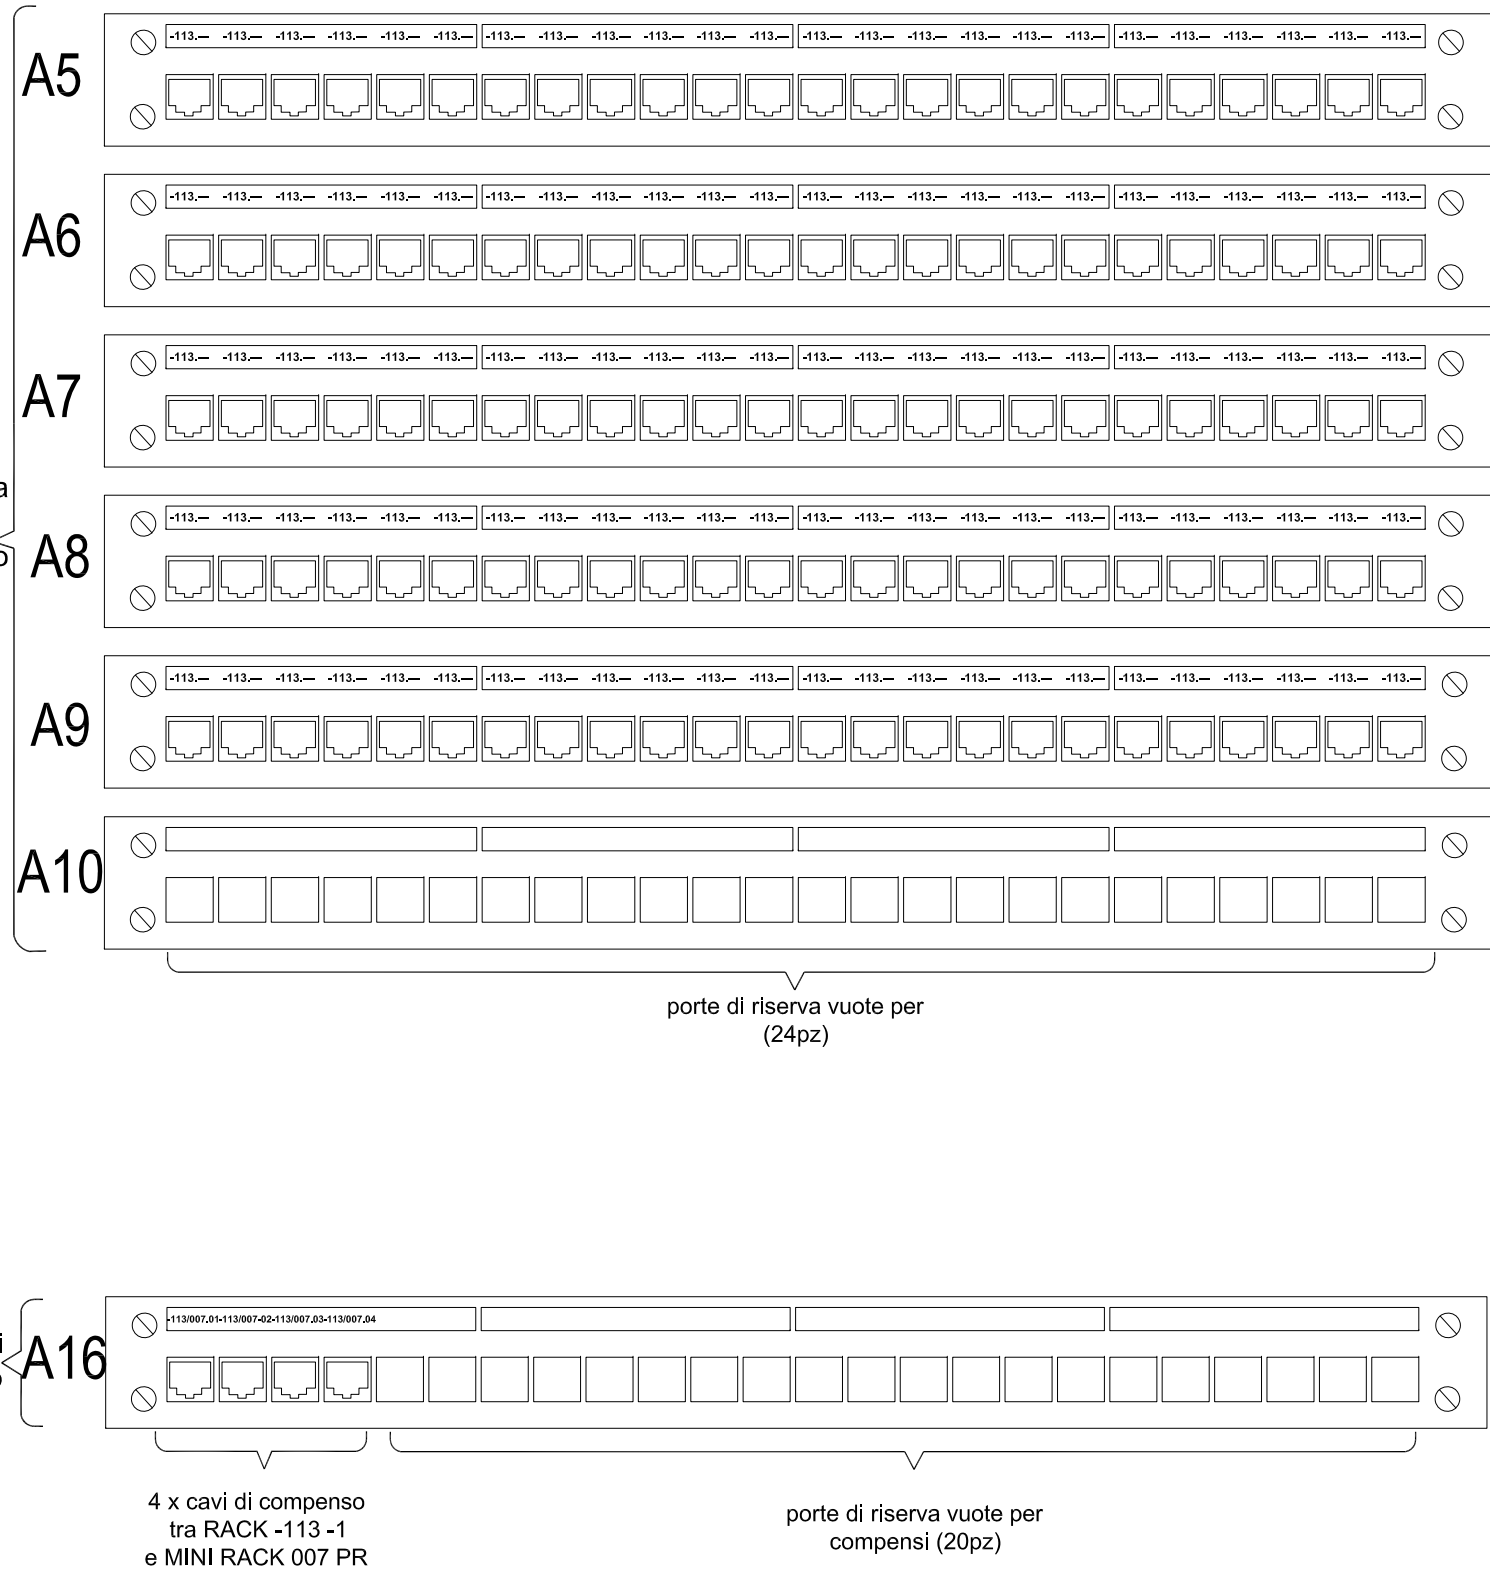 A5
-113.— -113.— -113.— -113.— -113.— -113.— -113.— -113.— -113.— -113.— -113.— -113.— -113.— -113.— -113.— -113.— -113.— -113.— -113.— -113.— -113.— -113.— -113.— -113.—
A6
-113.— -113.— -113.— -113.— -113.— -113.— -113.— -113.— -113.— -113.— -113.— -113.— -113.— -113.— -113.— -113.— -113.— -113.— -113.— -113.— -113.— -113.— -113.— -113.—
A7
-113.— -113.— -113.— -113.— -113.— -113.— -113.— -113.— -113.— -113.— -113.— -113.— -113.— -113.— -113.— -113.— -113.— -113.— -113.— -113.— -113.— -113.— -113.— -113.—
a
A8
-113.— -113.— -113.— -113.— -113.— -113.— -113.— -113.— -113.— -113.— -113.— -113.— -113.— -113.— -113.— -113.— -113.— -113.— -113.— -113.— -113.— -113.— -113.— -113.—
A9
-113.— -113.— -113.— -113.— -113.— -113.— -113.— -113.— -113.— -113.— -113.— -113.— -113.— -113.— -113.— -113.— -113.— -113.— -113.— -113.— -113.— -113.— -113.— -113.—
A10
porte di riserva vuote per
(24pz)
i
A16
-113/007.01-113/007-02-113/007.03-113/007.04
4 x cavi di compenso
tra RACK -113 -1
e MINI RACK 007 PR
porte di riserva vuote per
compensi (20pz)